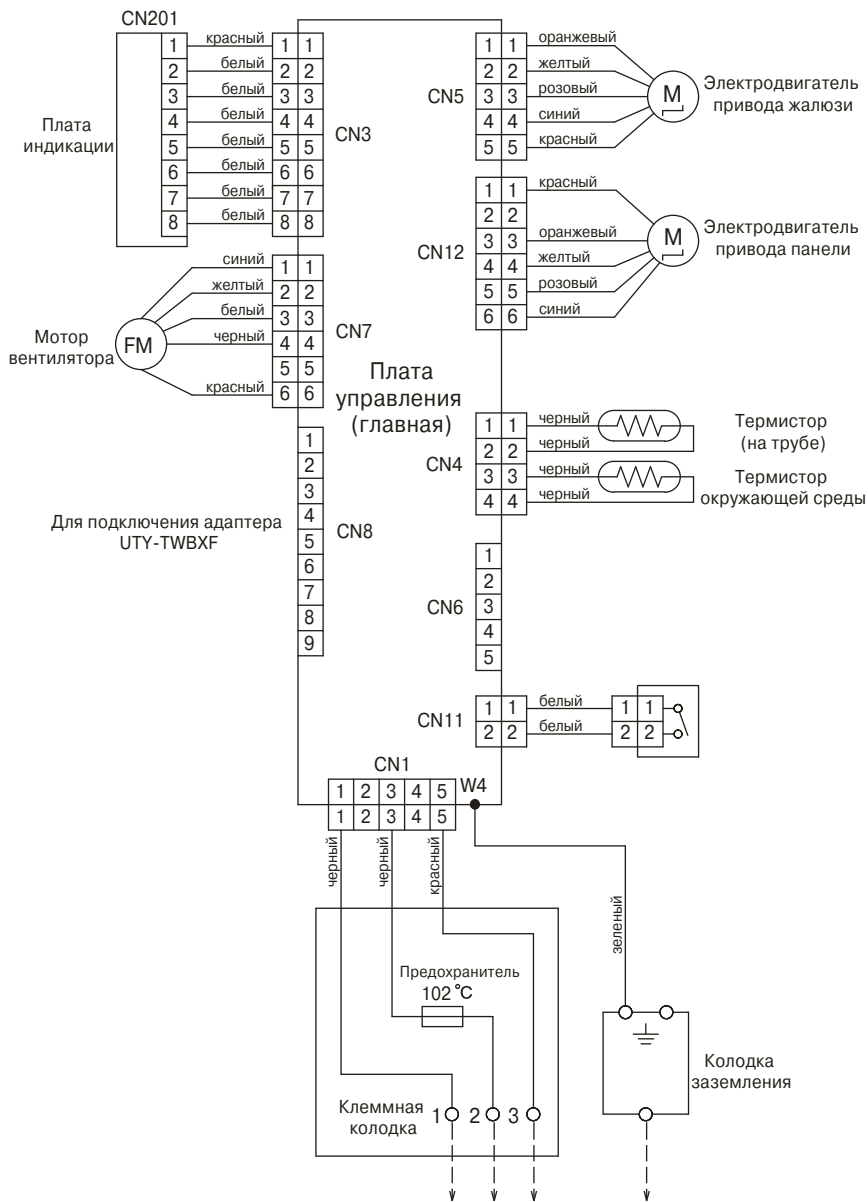 CN201
1 красный 1 1
2 белый 2 2
3 белый 3 3
4 белый 4 4
5 белый 5 5
6 белый 6 6
7 белый 7 7
8 белый 8 8
Плата
индикации
CN3
1 1 оранжевый
2 2 желтый
3 3 розовый
4 4 синий
5 5 красный
CN5
M
Электродвигатель
привода жалюзи
1 1 красный
2 2
3 3 оранжевый
4 4 желтый
5 5 розовый
6 6 синий
CN12
M
Электродвигатель
привода панели
синий 1 1
желтый 2 2
белый 3 3
черный 4 4
5 5
красный 6 6
Мотор
вентилятора
FM
CN7
Плата
управления
(главная)
1 1 черный
2 2 черный
3 3 черный
4 4 черный
CN4
Термистор
(на трубе)
Термистор
окружающей среды
1
2
3
4
5
6
7
8
9
Для подключения адаптера
UTY-TWBXF
CN8
1
2
3
4
5
CN6
CN11
1 1 белый 1 1
2 2 белый 2 2
CN1
1 2 3 4 5
1 2 3 4 5
W4
черный
черный
красный
зеленый
Предохранитель
102 °C
Клеммная
колодка
1 2 3
Колодка
заземления